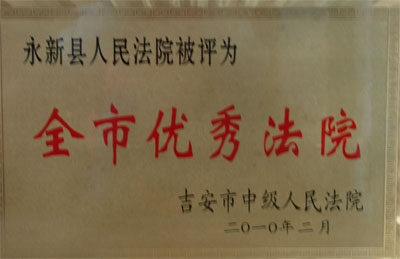 永新县人民法院被评为
全市优秀法院
吉安市中级人民法院
二〇一〇年二月